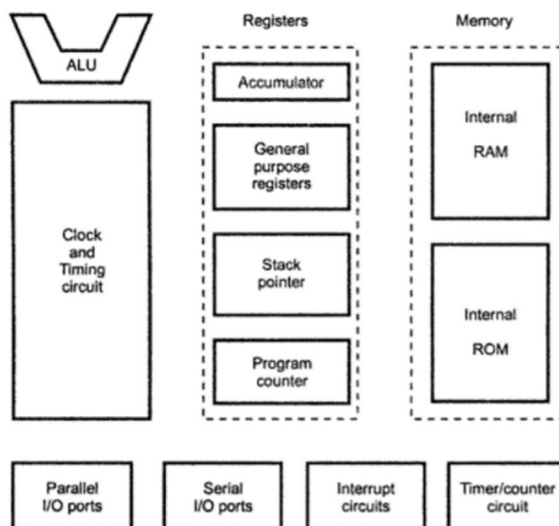 Registers
Memory
ALU
Accumulator
General
purpose
registers
Internal
RAM
Clock
and
Timing
circuit
Stack
pointer
Internal
ROM
Program
counter
Parallel
I/O ports
Serial
I/O ports
Interrupt
circuits
Timer/counter
circuit